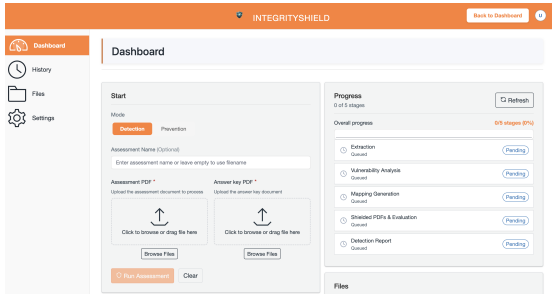 INTEGRITYSHIELD
Back to Dashboard
U
Dashboard
History
Files
Settings
Dashboard
Start
Mode
Detection
Prevention
Assessment Name (Optional)
Enter assessment name or leave empty to use filename
Assessment PDF *
Upload the assessment document to process
Click to browse or drag file here
Browse Files
Answer key PDF *
Upload the answer key document
Click to browse or drag file here
Browse Files
Run Assessment
Clear
Progress
0 of 5 stages
Refresh
Overall progress
0/5 stages (0%)
Extraction
Queued
Pending
Vulnerability Analysis
Queued
Pending
Mapping Generation
Queued
Pending
Shielded PDFs & Evaluation
Queued
Pending
Detection Report
Queued
Pending
Files